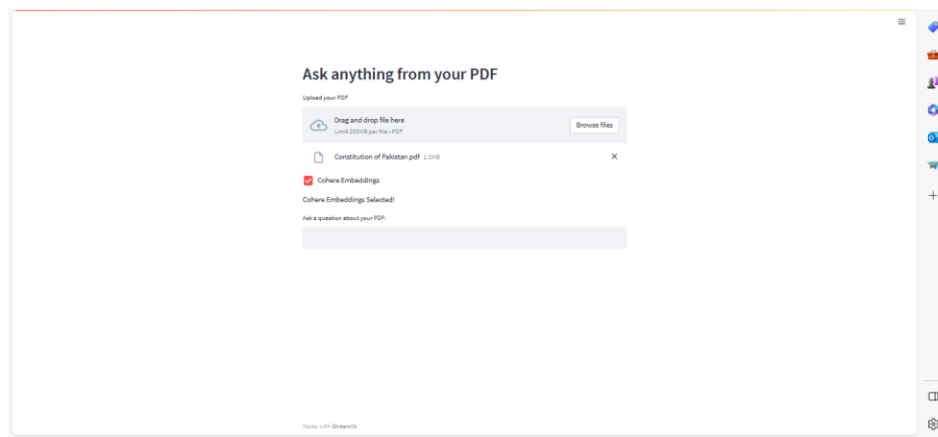 Ask anything from your PDF
Upload your PDF
Drag and drop file here
Limit 200MB per file • PDF
Browse files
Constitution of Pakistan.pdf 1.2MB
Cohere Embeddings
Cohere Embeddings Selected!
Ask a question about your PDF:
Made with Streamlit